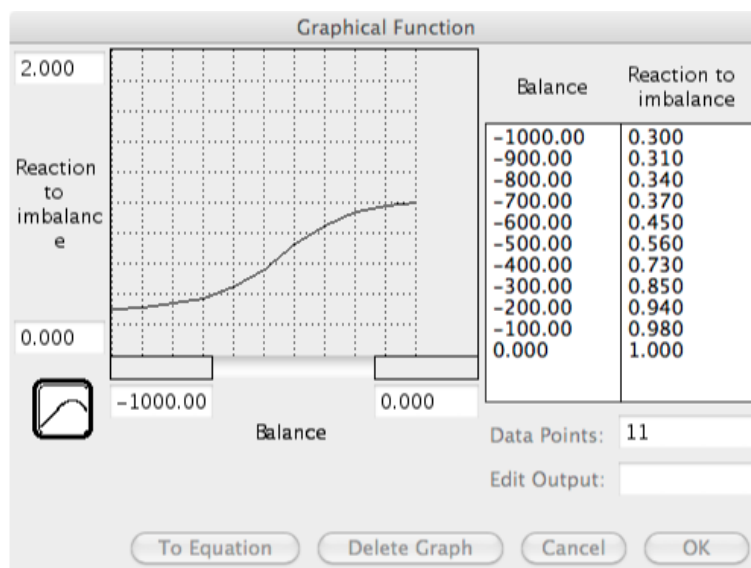 Graphical Function
2.000
Reaction
to
imbalanc
e
0.000
-1000.00
0.000
Balance
Balance
Reaction to
imbalance
-1000.00 0.300
-900.00 0.310
-800.00 0.340
-700.00 0.370
-600.00 0.450
-500.00 0.560
-400.00 0.730
-300.00 0.850
-200.00 0.940
-100.00 0.980
0.000 1.000
Data Points: 11
Edit Output:
To Equation
Delete Graph
Cancel
OK